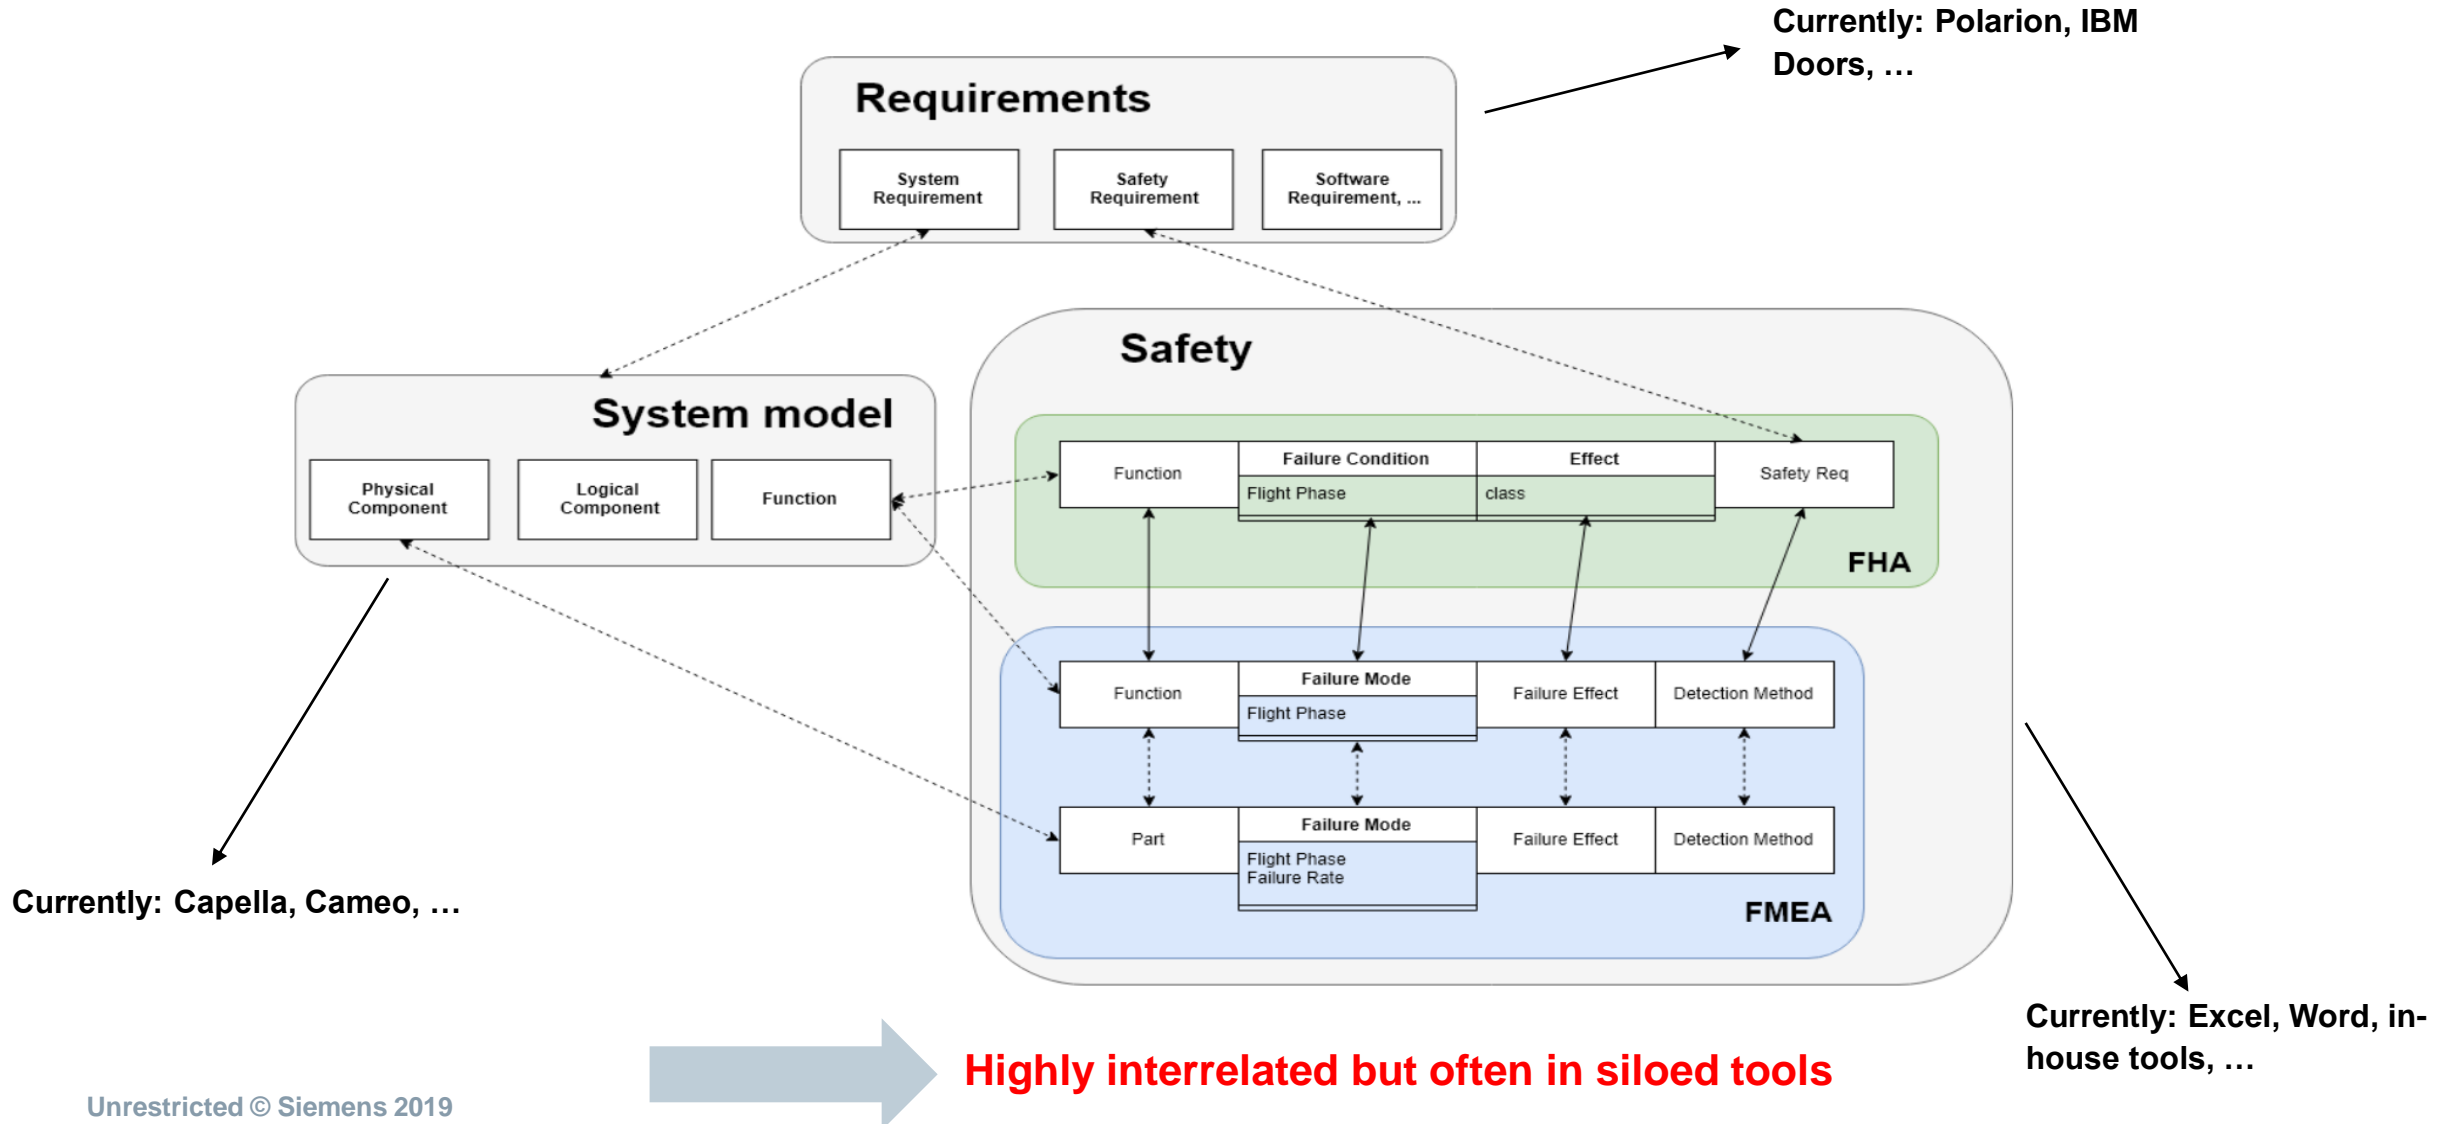 Currently: Polarion, IBM
Doors, …
Requirements
System
Requirement
Safety
Requirement
Software
Requirement, ...
Safety
System model
Physical
Component
Logical
Component
Function
Function
Failure Condition
Flight Phase
Effect
class
Safety Req
FHA
Function
Failure Mode
Flight Phase
Failure Effect
Detection Method
Part
Failure Mode
Flight Phase
Failure Rate
Failure Effect
Detection Method
FMEA
Currently: Capella, Cameo, …
Currently: Excel, Word, in-
house tools, …
Highly interrelated but often in siloed tools
Unrestricted © Siemens 2019